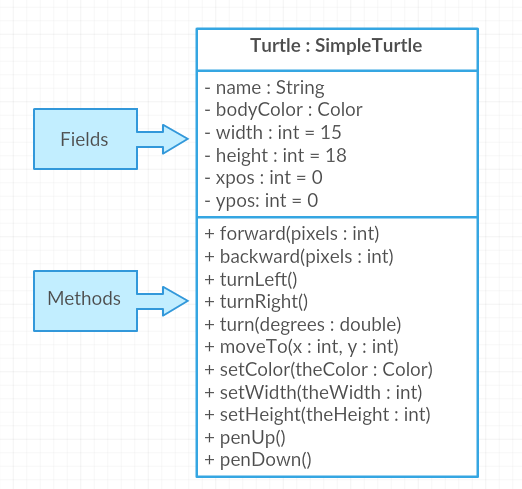 Turtle : SimpleTurtle
Fields
- name : String
- bodyColor : Color
- width : int = 15
- height : int = 18
- xpos : int = 0
- ypos: int = 0
Methods
+ forward(pixels : int)
+ backward(pixels : int)
+ turnLeft()
+ turnRight()
+ turn(degrees : double)
+ moveTo(x : int, y : int)
+ setColor(theColor : Color)
+ setWidth(theWidth : int)
+ setHeight(theHeight : int)
+ penUp()
+ penDown()